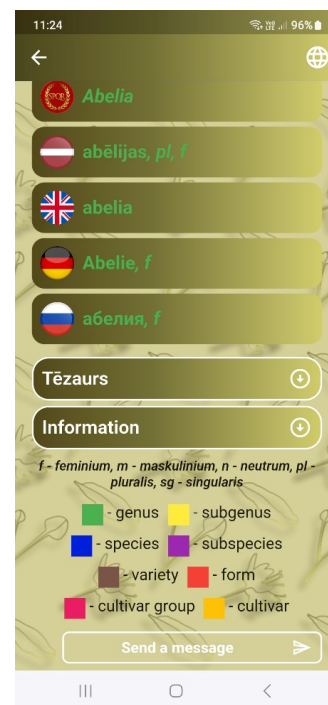 11:24
96%
SPQR
Abelia
abēlijas, pl, f
abelia
Abelie, f
абелия, f
Tēzaurs
Information
f - feminium, m - maskulinium, n - neutrum, pl -
pluralis, sg - singularis
- genus - subgenus
- species - subspecies
- variety - form
- cultivar group - cultivar
Send a message